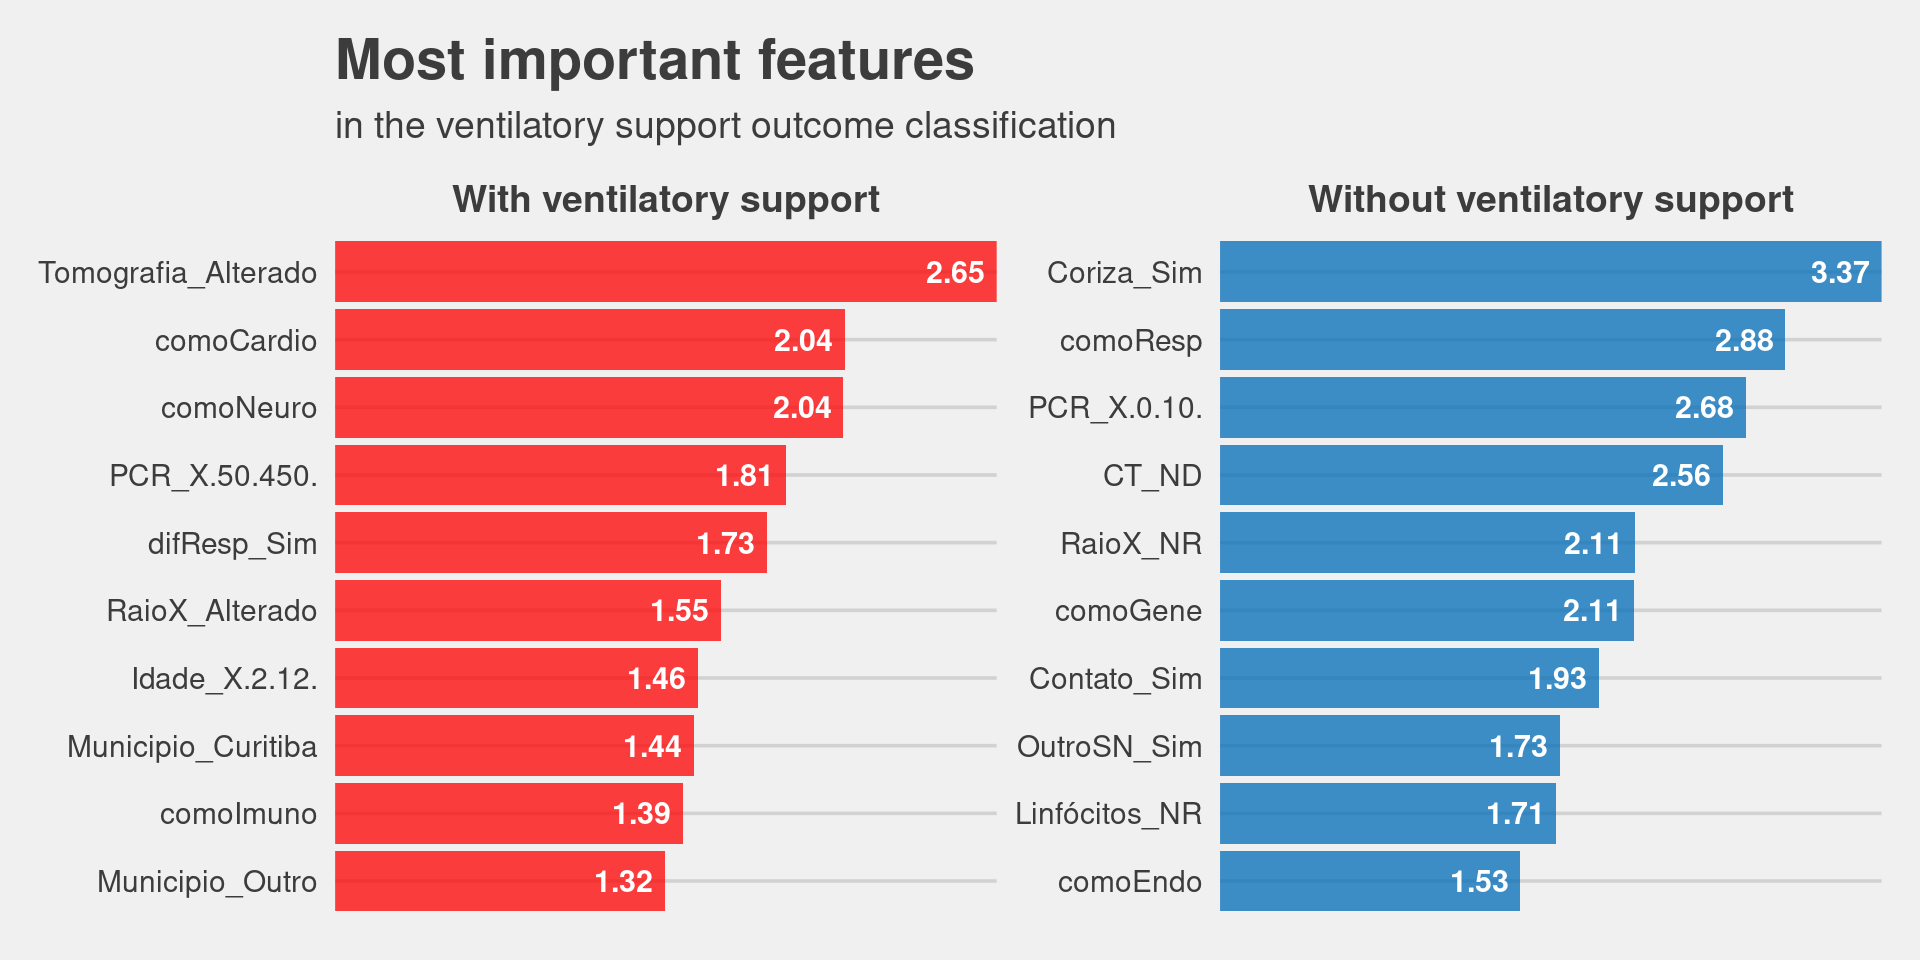 Most important features
in the ventilatory support outcome classification
With ventilatory support
Tomografia_Alterado 2.65
comoCardio 2.04
comoNeuro 2.04
PCR_X.50.450. 1.81
difResp_Sim 1.73
RaioX_Alterado 1.55
Idade_X.2.12. 1.46
Municipio_Curitiba 1.44
comoImuno 1.39
Municipio_Outro 1.32
Without ventilatory support
Coriza_Sim 3.37
comoResp 2.88
PCR_X.0.10. 2.68
CT_ND 2.56
RaioX_NR 2.11
comoGene 2.11
Contato_Sim 1.93
OutroSN_Sim 1.73
Linfócitos_NR 1.71
comoEndo 1.53